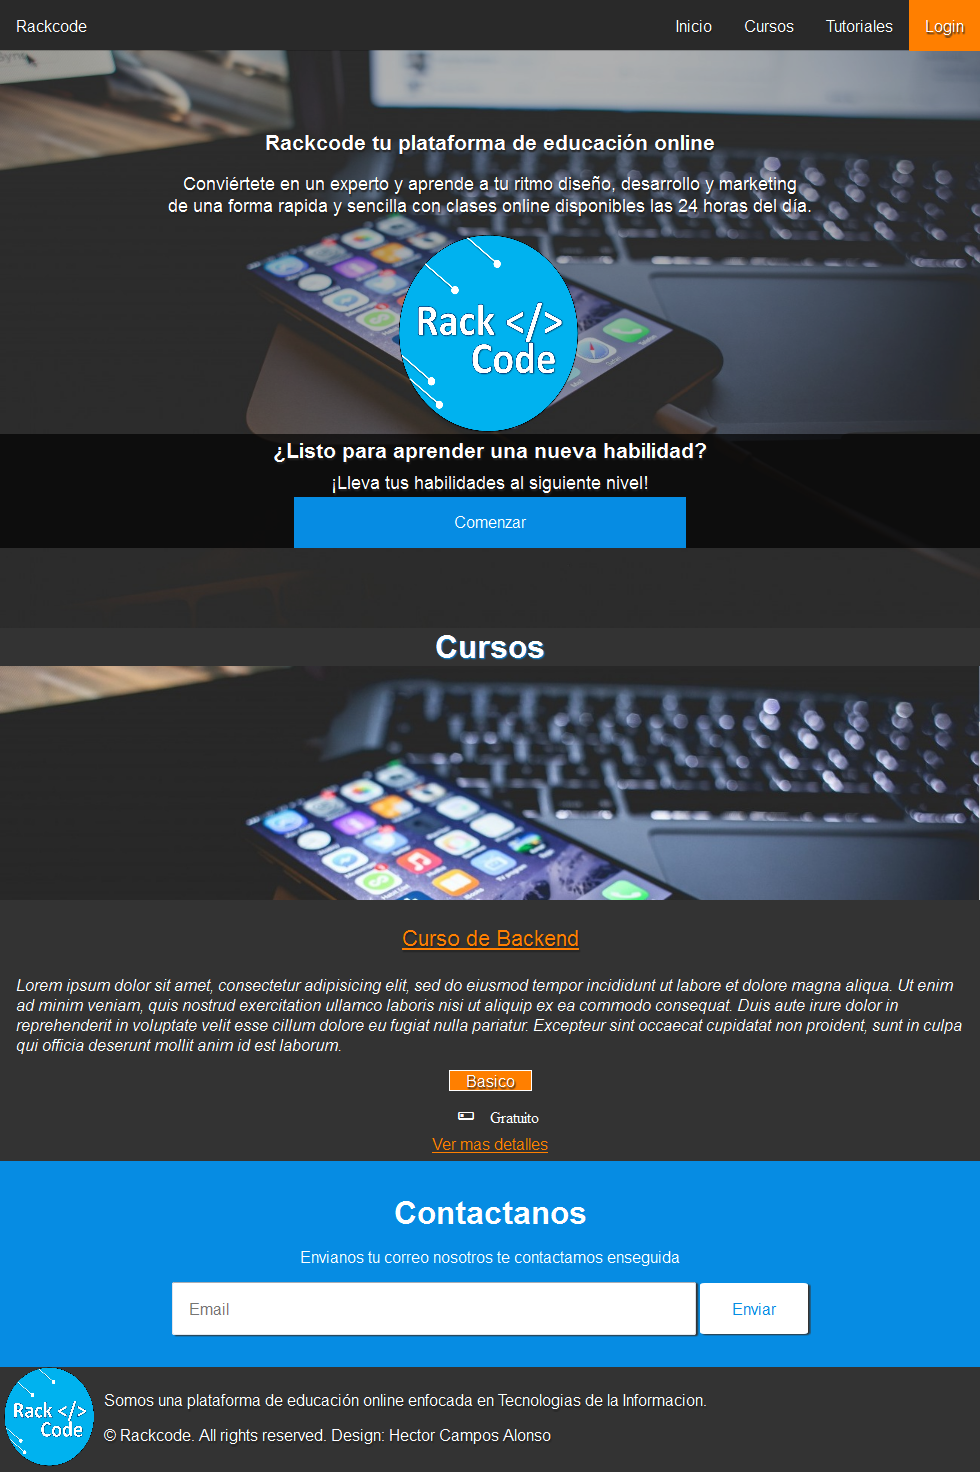 Rackcode
Inicio
Cursos
Tutoriales
Login
Sync
Rackcode tu plataforma de educación online
Conviértete en un experto y aprende a tu ritmo diseño, desarrollo y marketing
de una forma rapida y sencilla con clases online disponibles las 24 horas del día.
Rack </>
Code
¿Listo para aprender una nueva habilidad?
¡Lleva tus habilidades al siguiente nivel!
Comenzar
Cursos
Curso de Backend
Lorem ipsum dolor sit amet, consectetur adipisicing elit, sed do eiusmod tempor incididunt ut labore et dolore magna aliqua. Ut enim
ad minim veniam, quis nostrud exercitation ullamco laboris nisi ut aliquip ex ea commodo consequat. Duis aute irure dolor in
reprehenderit in voluptate velit esse cillum dolore eu fugiat nulla pariatur. Excepteur sint occaecat cupidatat non proident, sunt in culpa
qui officia deserunt mollit anim id est laborum.
Basico
Gratuito
Ver mas detalles
Contactanos
Envianos tu correo nosotros te contactamos enseguida
Email
Enviar
Rack </>
Code
Somos una plataforma de educación online enfocada en Tecnologias de la Informacion.
© Rackcode. All rights reserved. Design: Hector Campos Alonso